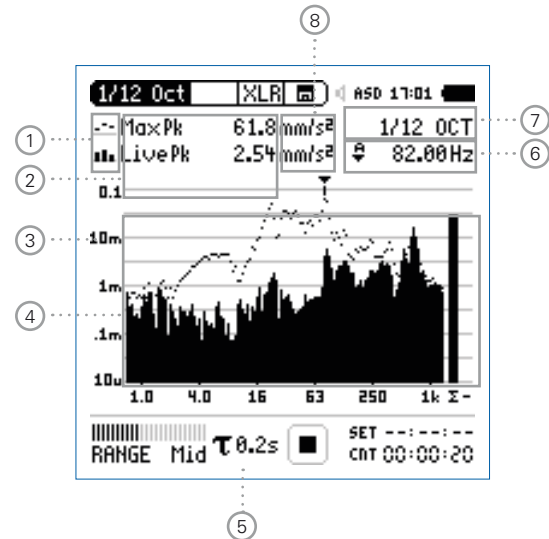 8
1/12 Oct XLR ASD 17:01
7
MaxPk 61.8 mm/s² 1/12 OCT
1
LivePk 2.54 mm/s² 82.00Hz
6
2
0.1
3
10m
1m
4
.1m
10u
1.0 4.0 16 63 250 1k Σ-
RANGE Mid τ0.2s SET --:--:--
CNT 00:00:20
5